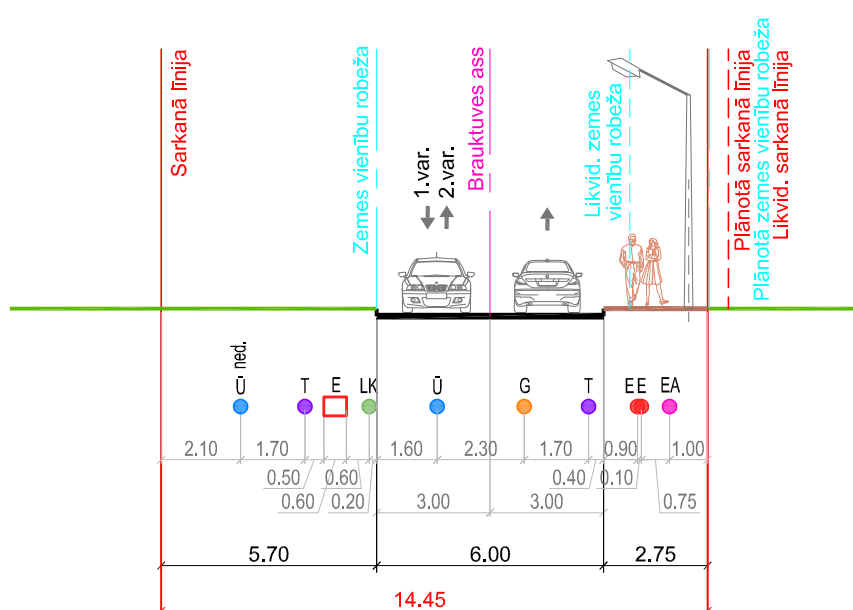 Sarkanā līnija
Zemes vienību robeža
1.var.
2.var.
Brauktuves ass
Likvid. zemes
vienību robeža
Plānotā sarkanā līnija
Plānotā zemes vienību robeža
Likvid. sarkanā līnija
Ū ned.
T
E
LK
Ū
G
T
E
E
EA
2.10
1.70
1.60
2.30
1.70
0.90
1.00
0.50
0.60
0.40
0.10
0.60
0.20
3.00
3.00
0.75
5.70
6.00
2.75
14.45